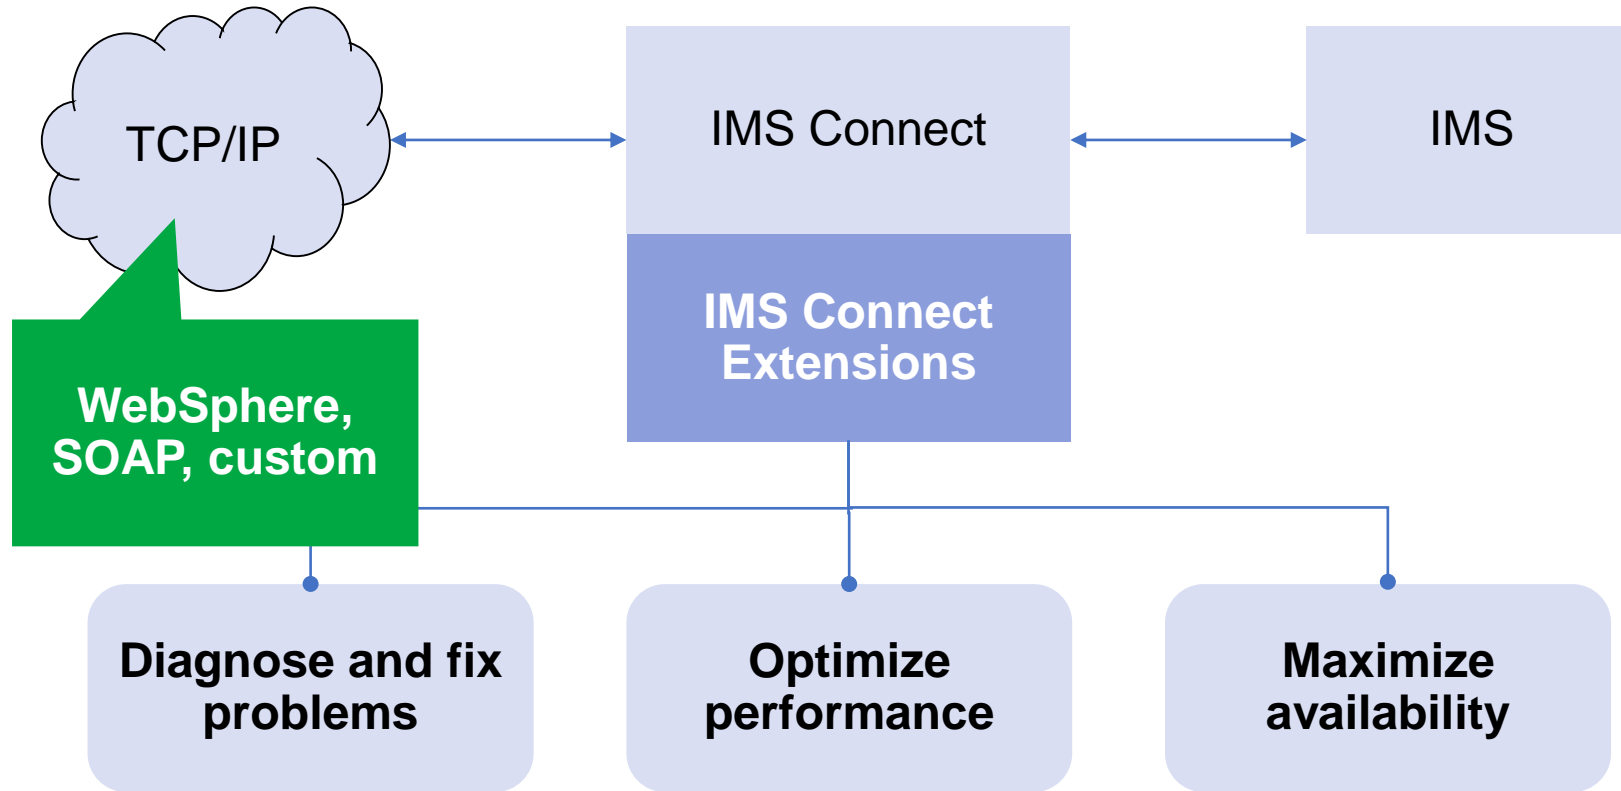 TCP/IP
IMS Connect
IMS
IMS Connect
Extensions
WebSphere,
SOAP, custom
Diagnose and fix
problems
Optimize
performance
Maximize
availability